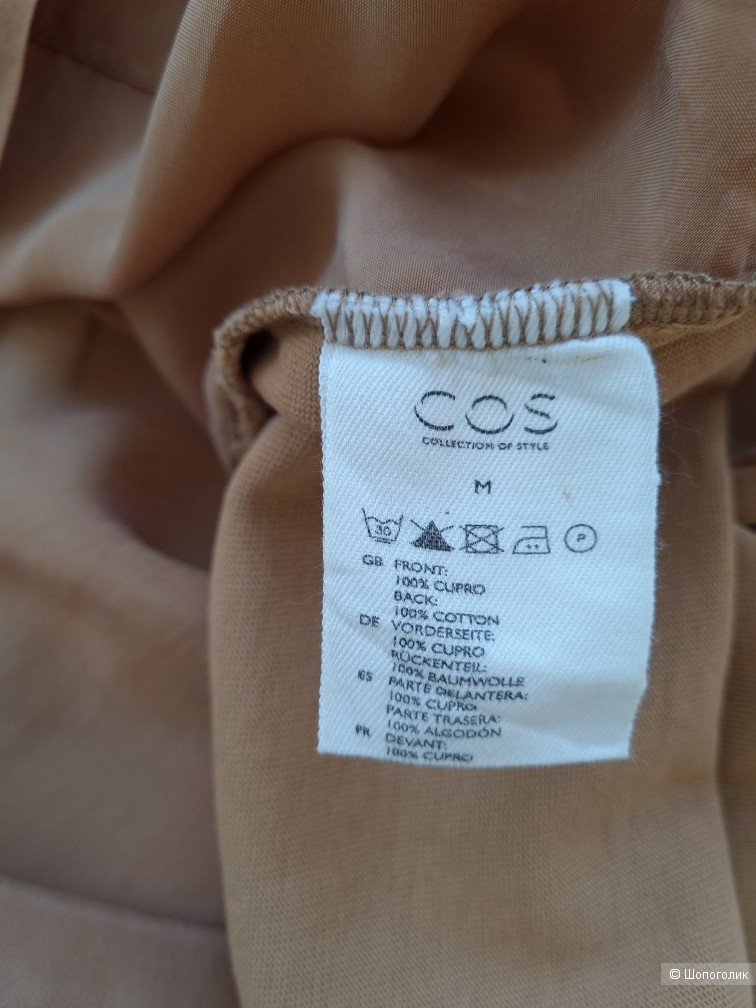 COS
COLLECTION OF STYLE
M
30
P
GB FRONT:
100% CUPRO
BACK:
100% COTTON
DE VORDERSEITE:
100% CUPRO
RÜCKENTEIL:
100% BAUMWOLLE
ES PARTE DELANTERA:
100% CUPRO
PARTE TRASERA:
100% ALGODÓN
FR DEVANT:
100% CUPRO
© Шопоголик